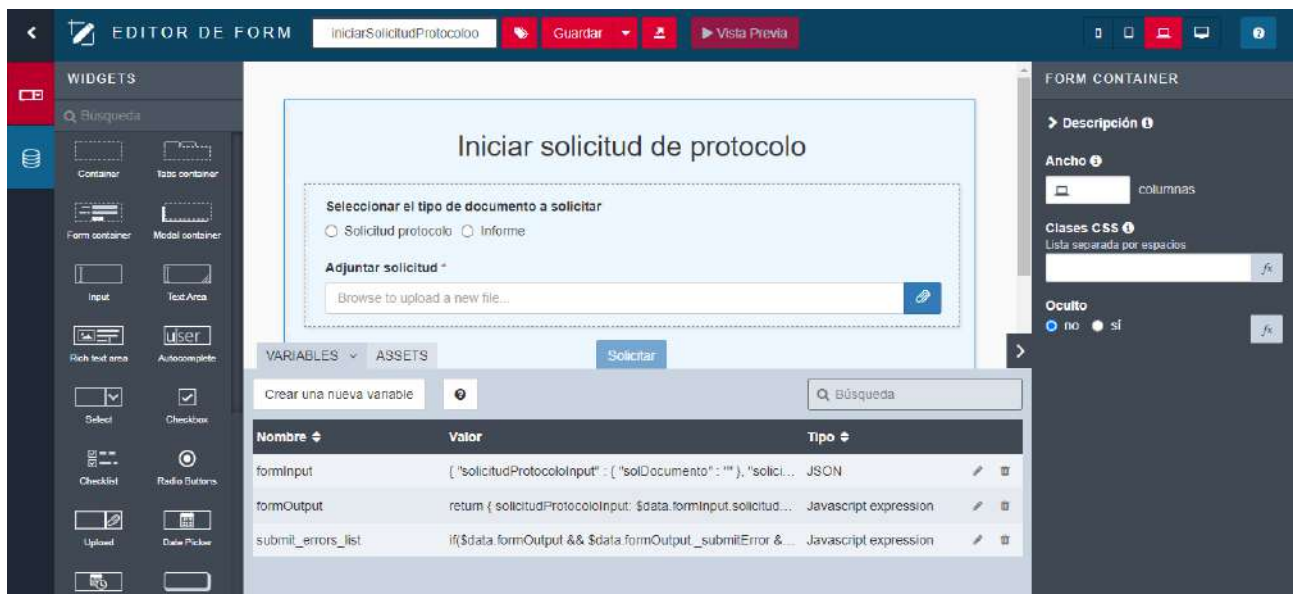 EDITOR DE FORM
iniciarSolicitudProtocoloo
Guardar
Vista Previa
WIDGETS
Búsqueda
Container
Tabs container
Form container
Modal container
Input
Text Area
user
Rich text area
Autocomplete
Select
Checkbox
Checklist
Radio Buttons
Upload
Date Picker
Iniciar solicitud de protocolo
Seleccionar el tipo de documento a solicitar
Solicitud protocolo
Informe
Adjuntar solicitud *
Browse to upload a new file...
Solicitar
VARIABLES
ASSETS
Crear una nueva variable
Búsqueda
Nombre Valor Tipo
formInput { "solicitudProtocoloInput" : { "solDocumento" : "" }, "solici... JSON
formOutput return { solicitudProtocoloInput: $data.formInput.solicitud... Javascript expression
submit_errors_list if($data.formOutput && $data.formOutput._submitError &... Javascript expression
FORM CONTAINER
Descripción
Ancho
columnas
Clases CSS
Lista separada por espacios
fx
Oculto
no sí
fx